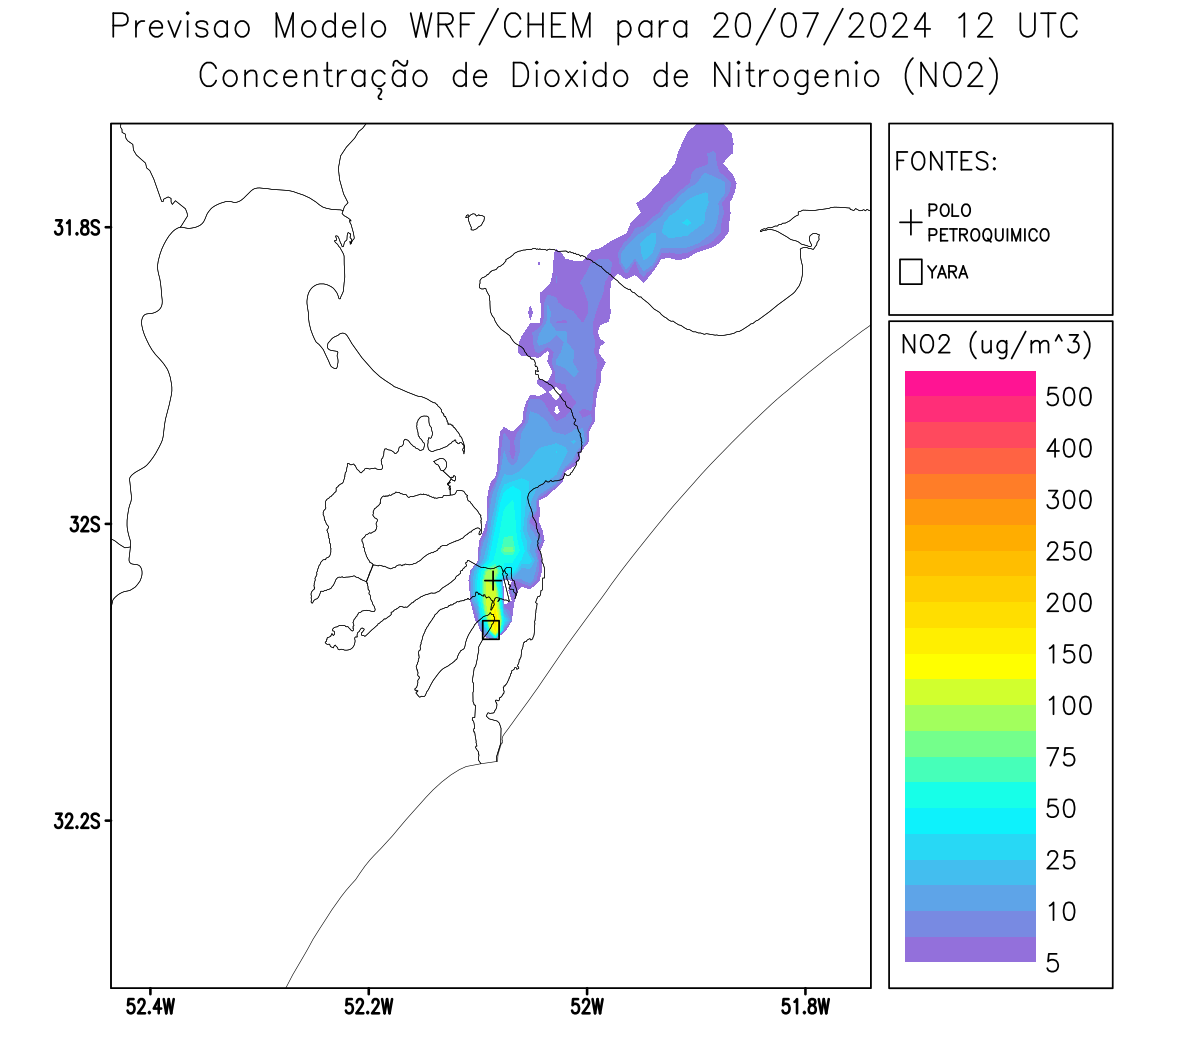 Previsao Modelo WRF/CHEM para 20/07/2024 12 UTC
Concentração de Dioxido de Nitrogenio (NO2)
FONTES:
POLO
PETROQUIMICO
YARA
NO2 (ug/m^3)
500
400
300
250
200
150
100
75
50
25
10
5
31.8S
32S
32.2S
52.4W
52.2W
52W
51.8W